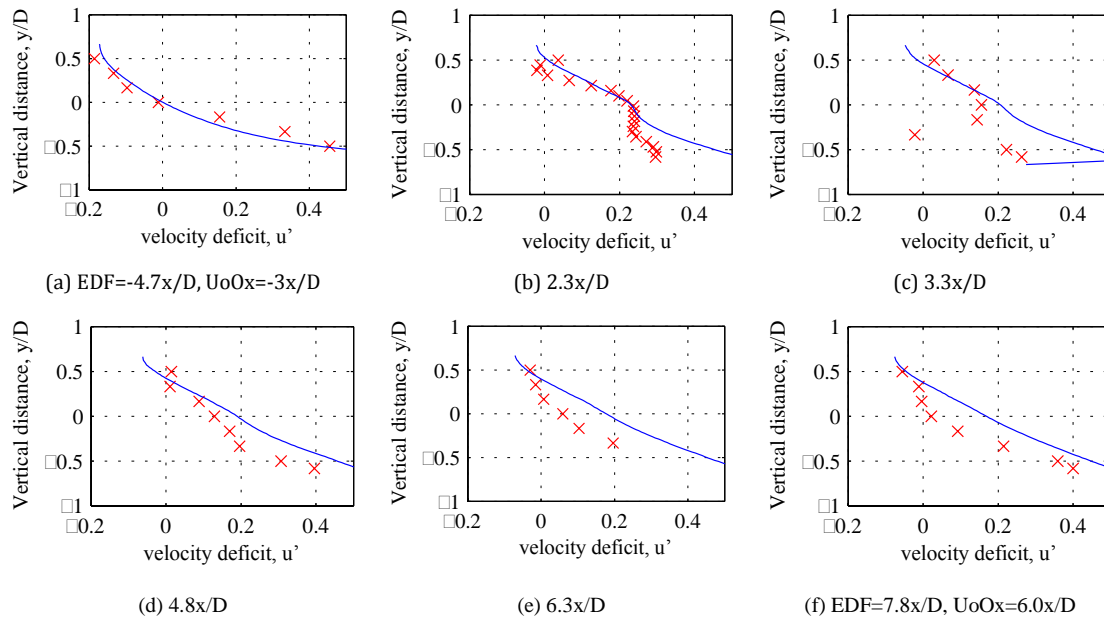 1
0.5
0
□0.5
□1
□0.2 0 0.2 0.4
Vertical distance, y/D
velocity deficit, u’
(a) EDF=-4.7x/D, UoOx=-3x/D
1
0.5
0
□0.5
□1
□0.2 0 0.2 0.4
Vertical distance, y/D
velocity deficit, u’
(b) 2.3x/D
1
0.5
0
□0.5
□1
□0.2 0 0.2 0.4
Vertical distance, y/D
velocity deficit, u’
(c) 3.3x/D
1
0.5
0
□0.5
□1
□0.2 0 0.2 0.4
Vertical distance, y/D
velocity deficit, u’
(d) 4.8x/D
1
0.5
0
□0.5
□1
□0.2 0 0.2 0.4
Vertical distance, y/D
velocity deficit, u’
(e) 6.3x/D
1
0.5
0
□0.5
□1
□0.2 0 0.2 0.4
Vertical distance, y/D
velocity deficit, u’
(f) EDF=7.8x/D, UoOx=6.0x/D